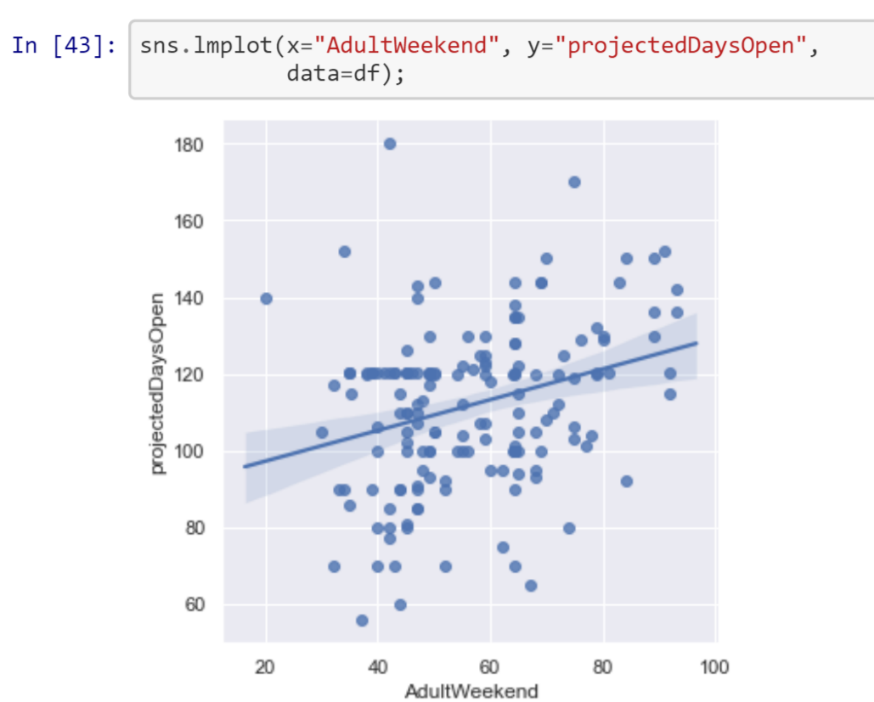 In [43]: sns.lmplot(x="AdultWeekend", y="projectedDaysOpen",
data=df);
180
160
140
120
100
80
60
projectedDaysOpen
20 40 60 80 100
AdultWeekend